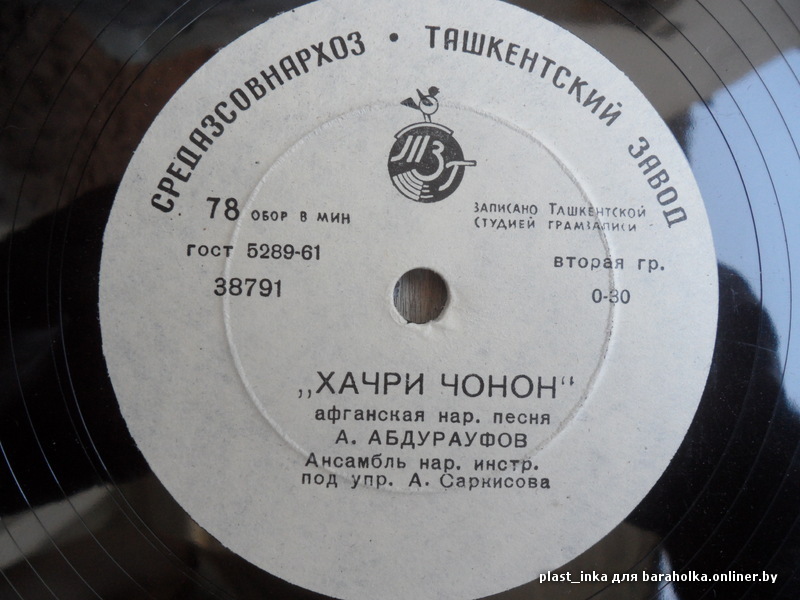 СРЕДАЗСОВНАРХОЗ • ТАШКЕНТСКИЙ ЗАВОД
ТЗГ
78 ОБОР В МИН
ЗАПИСАНО ТАШКЕНТСКОЙ
СТУДИЕЙ ГРАМЗАПИСИ
ГОСТ 5289-61
вторая гр.
38791
0-30
„ХАЧРИ ЧОНОН“
афганская нар. песня
А. АБДУРАУФОВ
Ансамбль нар. инстр.
под упр. А. Саркисова
plast_inka для baraholka.onliner.by